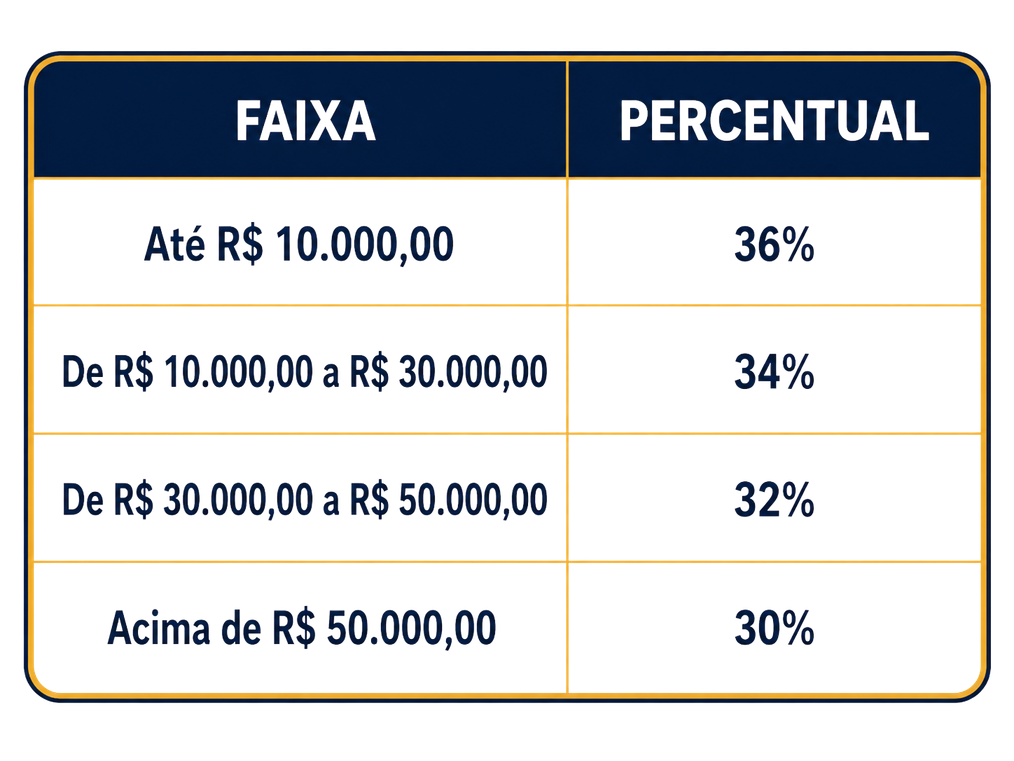 FAIXA PERCENTUAL
Até R$ 10.000,00 36%
De R$ 10.000,00 a R$ 30.000,00 34%
De R$ 30.000,00 a R$ 50.000,00 32%
Acima de R$ 50.000,00 30%